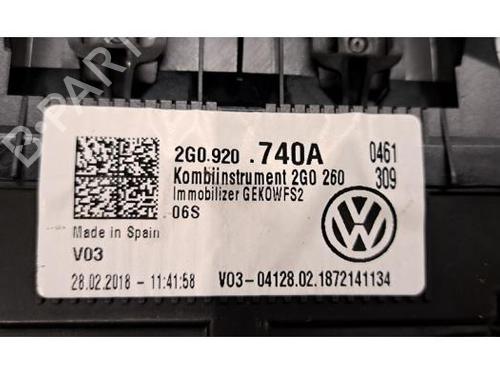 B-PARTS
2G0.920 .740A 0461
Kombiinstrument 2G0 260 309
Immobilizer GEKOWFS2
06S
Made in Spain
V03
28.02.2018 - 11:41:58 V03-04128.02.1872141134